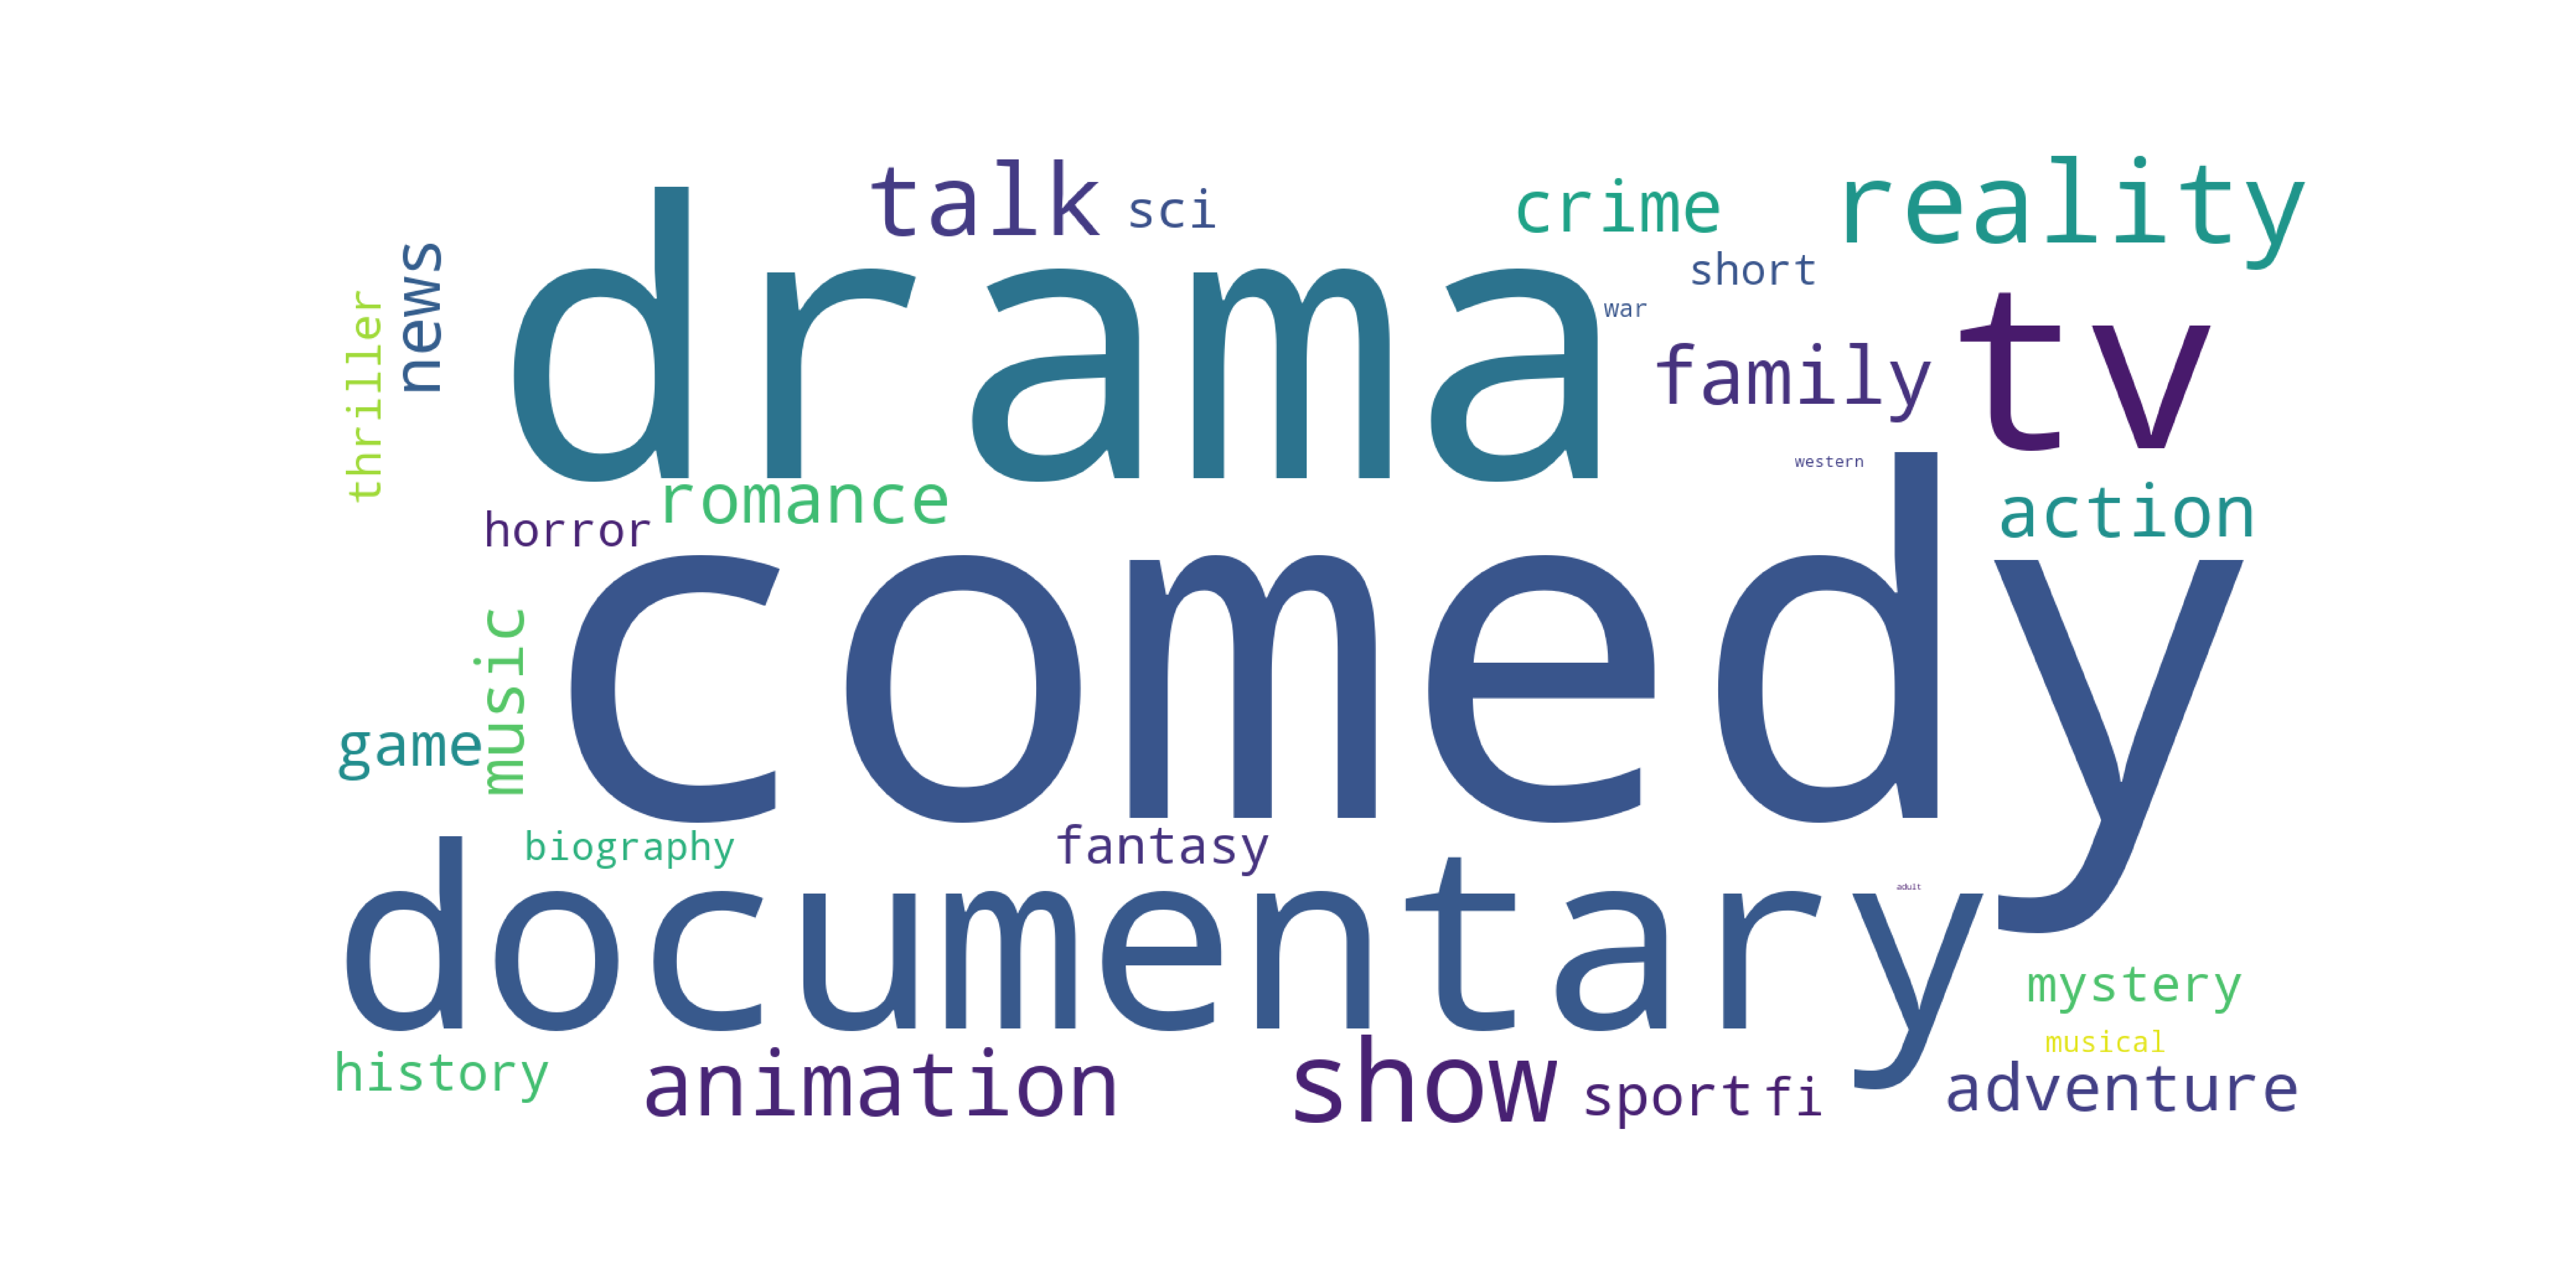 talk
sci
crime
reality
news
thriller
drama
short
war
family
tv
western
romance
horror
action
comedy
music
game
biography
fantasy
documentary
adult
mystery
musical
history
animation
show
sport
fi
adventure